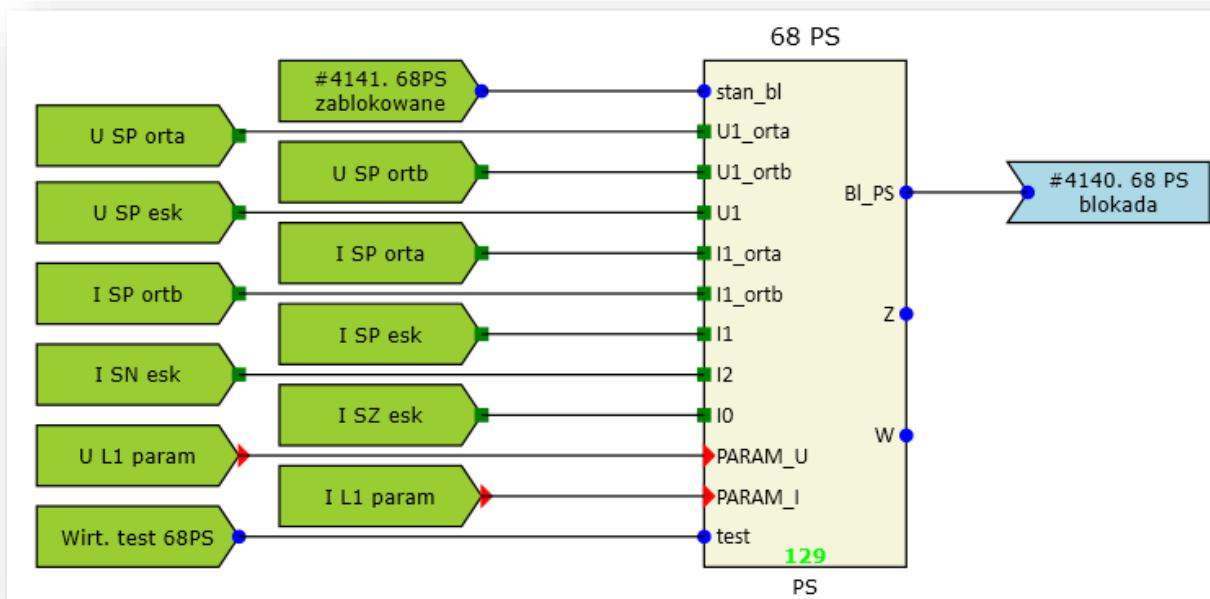 68 PS
#4141. 68PS
zablokowane
stan_bl
U SP orta
U1_orta
U SP ortb
U1_ortb
#4140. 68 PS
blokada
Bl_PS
U SP esk
U1
I SP orta
I1_orta
I SP ortb
I1_ortb
Z
I SP esk
I1
I SN esk
I2
I SZ esk
I0
W
U L1 param
PARAM_U
I L1 param
PARAM_I
Wirt. test 68PS
test
129
PS